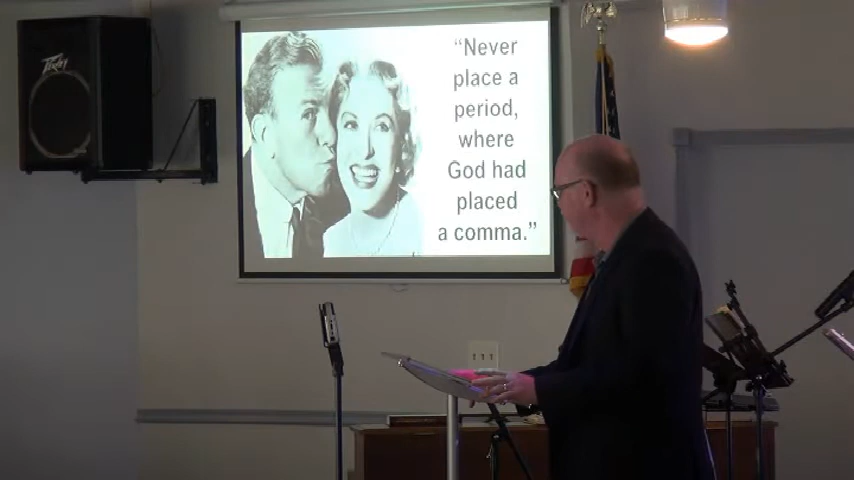 PEAVEY
“Never
place a
period,
where
God had
placed
a comma.”